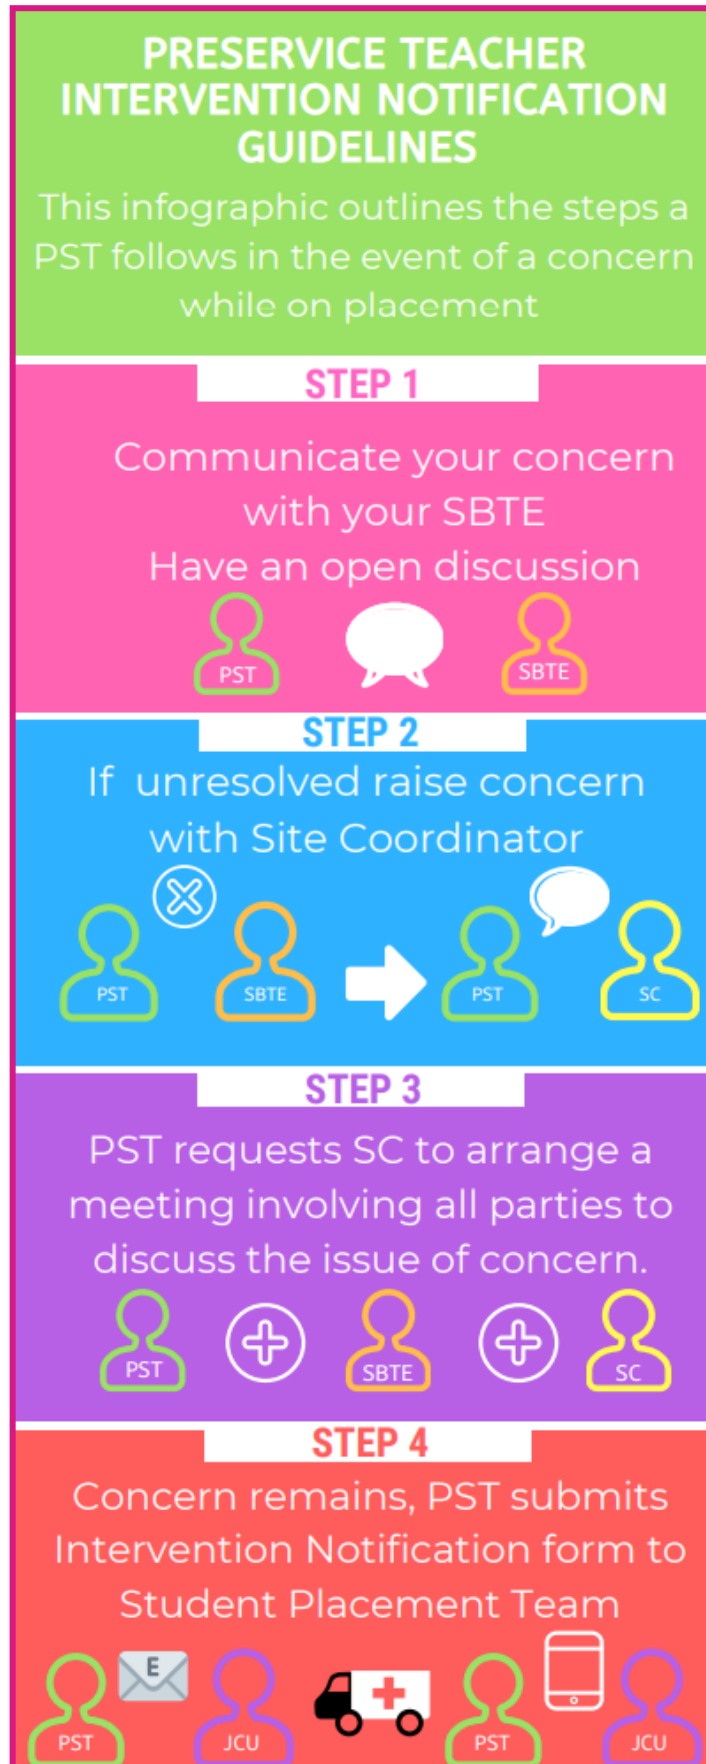 PRESERVICE TEACHER
INTERVENTION NOTIFICATION
GUIDELINES
This infographic outlines the steps a
PST follows in the event of a concern
while on placement
STEP 1
Communicate your concern
with your SBTE
Have an open discussion
PST SBTE
STEP 2
If unresolved raise concern
with Site Coordinator
PST SBTE PST SC
STEP 3
PST requests SC to arrange a
meeting involving all parties to
discuss the issue of concern.
PST SBTE SC
STEP 4
Concern remains, PST submits
Intervention Notification form to
Student Placement Team
E
PST JCU PST JCU